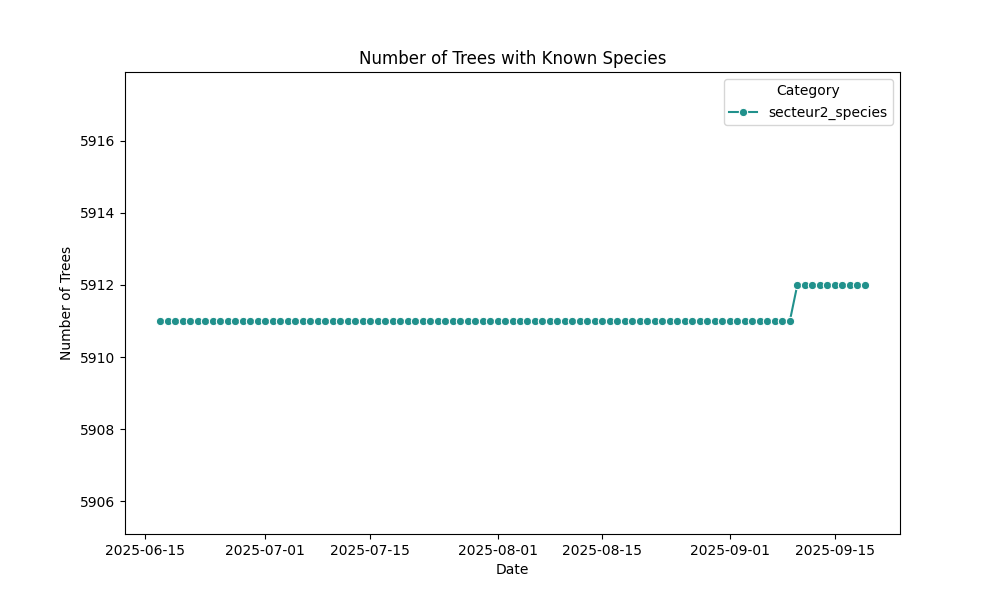 Number of Trees with Known Species
Category
secteur2_species
5916
5914
5912
5910
5908
5906
Number of Trees
2025-06-15
2025-07-01
2025-07-15
2025-08-01
2025-08-15
2025-09-01
2025-09-15
Date